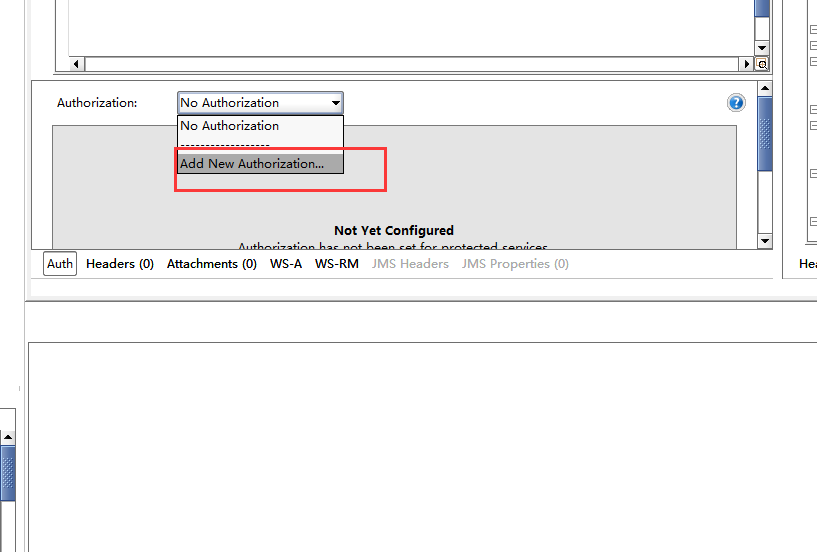 Authorization: No Authorization
No Authorization
------------------
Add New Authorization...
Not Yet Configured
Authorization has not been set for protected services
Auth Headers (0) Attachments (0) WS-A WS-RM JMS Headers JMS Properties (0)